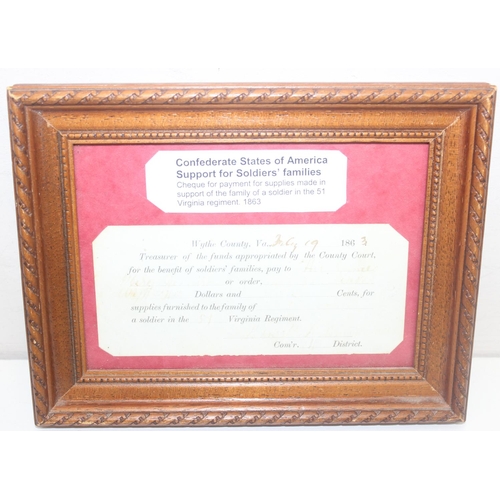 Confederate States of America
Support for Soldiers' families
Cheque for payment for supplies made in
support of the family of a soldier in the 51
Virginia regiment. 1863
Wythe County, Va. 19 1863
Treasurer of the funds appropriated by the County Court,
for the benefit of soldiers' families, pay to
or order,
Dollars and Cents, for
supplies furnished to the family of
a soldier in the Virginia Regiment.
Com'r. District.